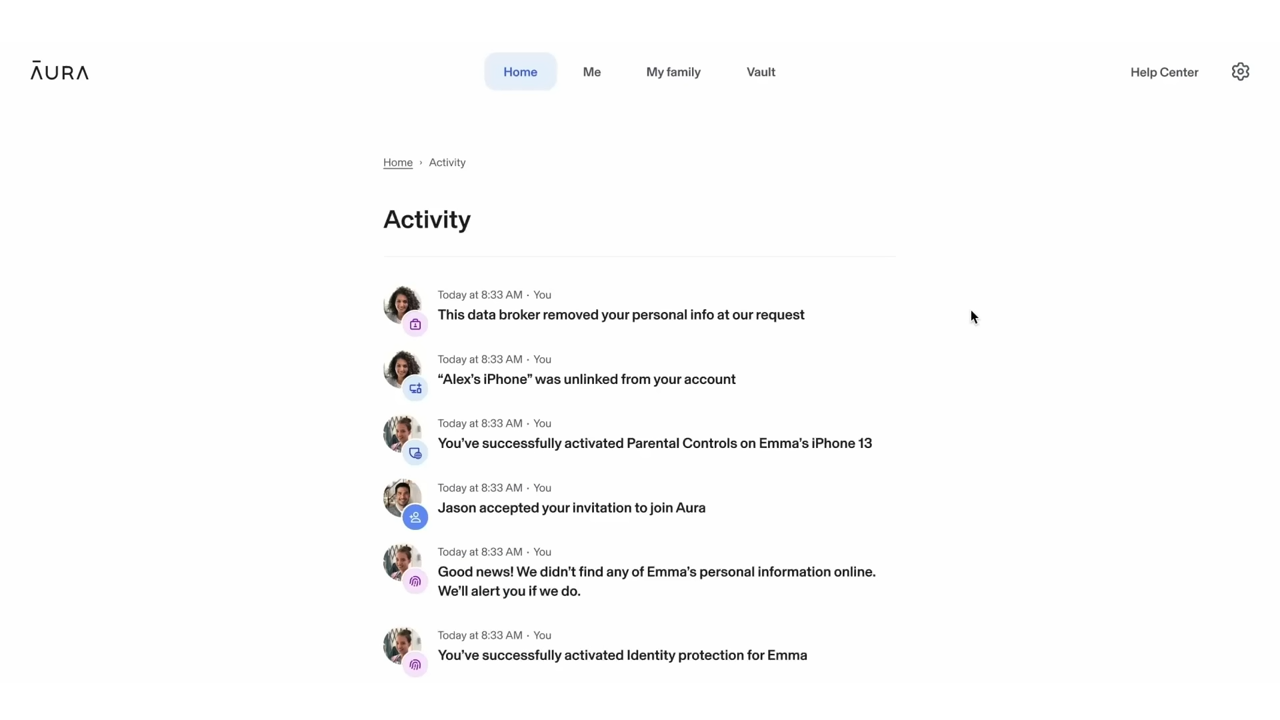 ĀURA
Home
Me
My family
Vault
Help Center
Home › Activity
Activity
Today at 8:33 AM · You
This data broker removed your personal info at our request
Today at 8:33 AM · You
“Alex’s iPhone” was unlinked from your account
Today at 8:33 AM · You
You’ve successfully activated Parental Controls on Emma’s iPhone 13
Today at 8:33 AM · You
Jason accepted your invitation to join Aura
Today at 8:33 AM · You
Good news! We didn’t find any of Emma’s personal information online.
We’ll alert you if we do.
Today at 8:33 AM · You
You’ve successfully activated Identity protection for Emma